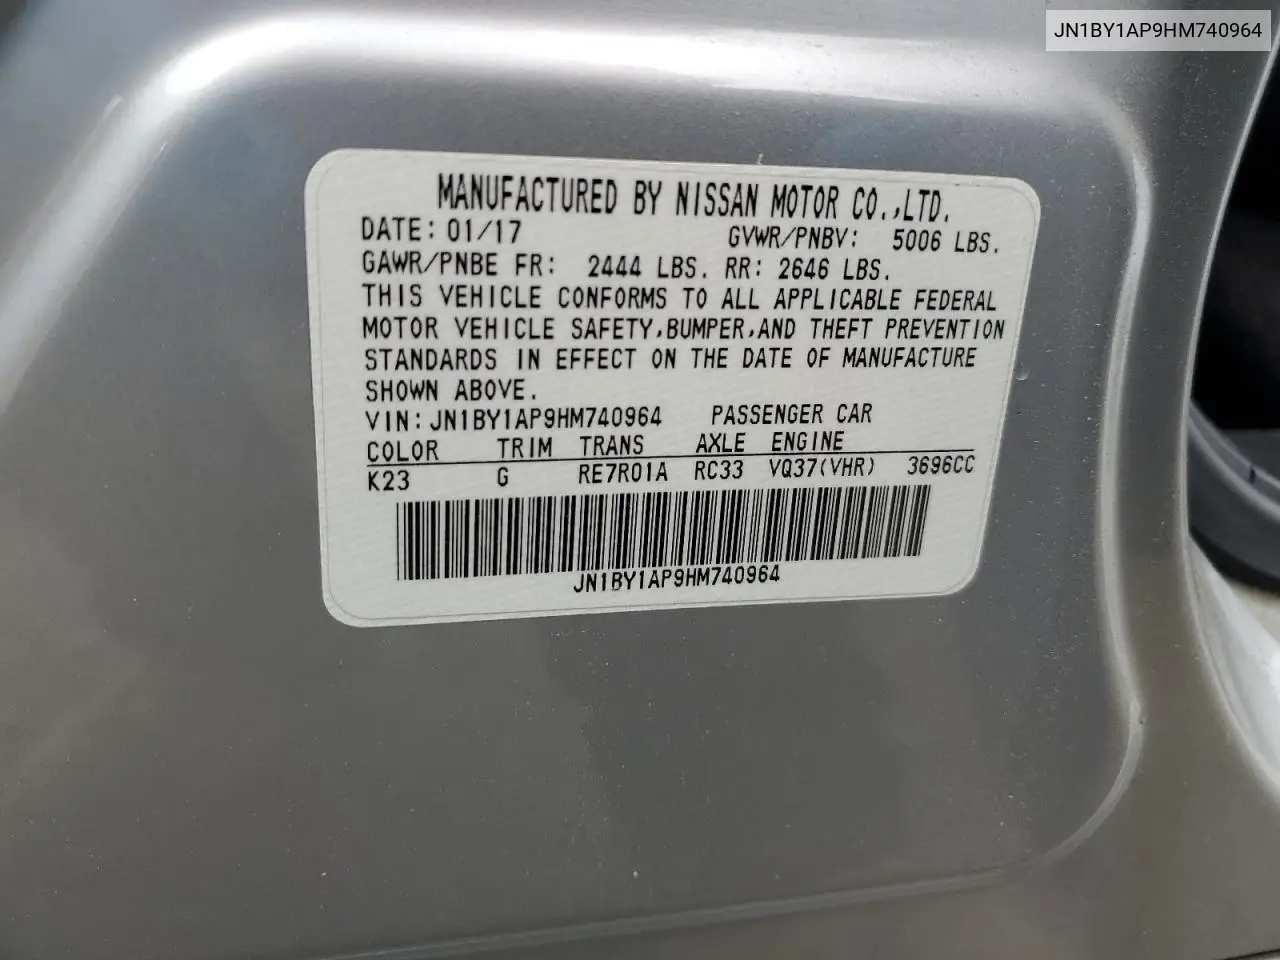 JN1BY1AP9HM740964
MANUFACTURED BY NISSAN MOTOR CO.,LTD.
DATE: 01/17 GVWR/PNBV: 5006 LBS.
GAWR/PNBE FR: 2444 LBS. RR: 2646 LBS.
THIS VEHICLE CONFORMS TO ALL APPLICABLE FEDERAL
MOTOR VEHICLE SAFETY,BUMPER,AND THEFT PREVENTION
STANDARDS IN EFFECT ON THE DATE OF MANUFACTURE
SHOWN ABOVE.
VIN:JN1BY1AP9HM740964 PASSENGER CAR
COLOR TRIM TRANS AXLE ENGINE
K23 G RE7R01A RC33 VQ37(VHR) 3696CC
JN1BY1AP9HM740964